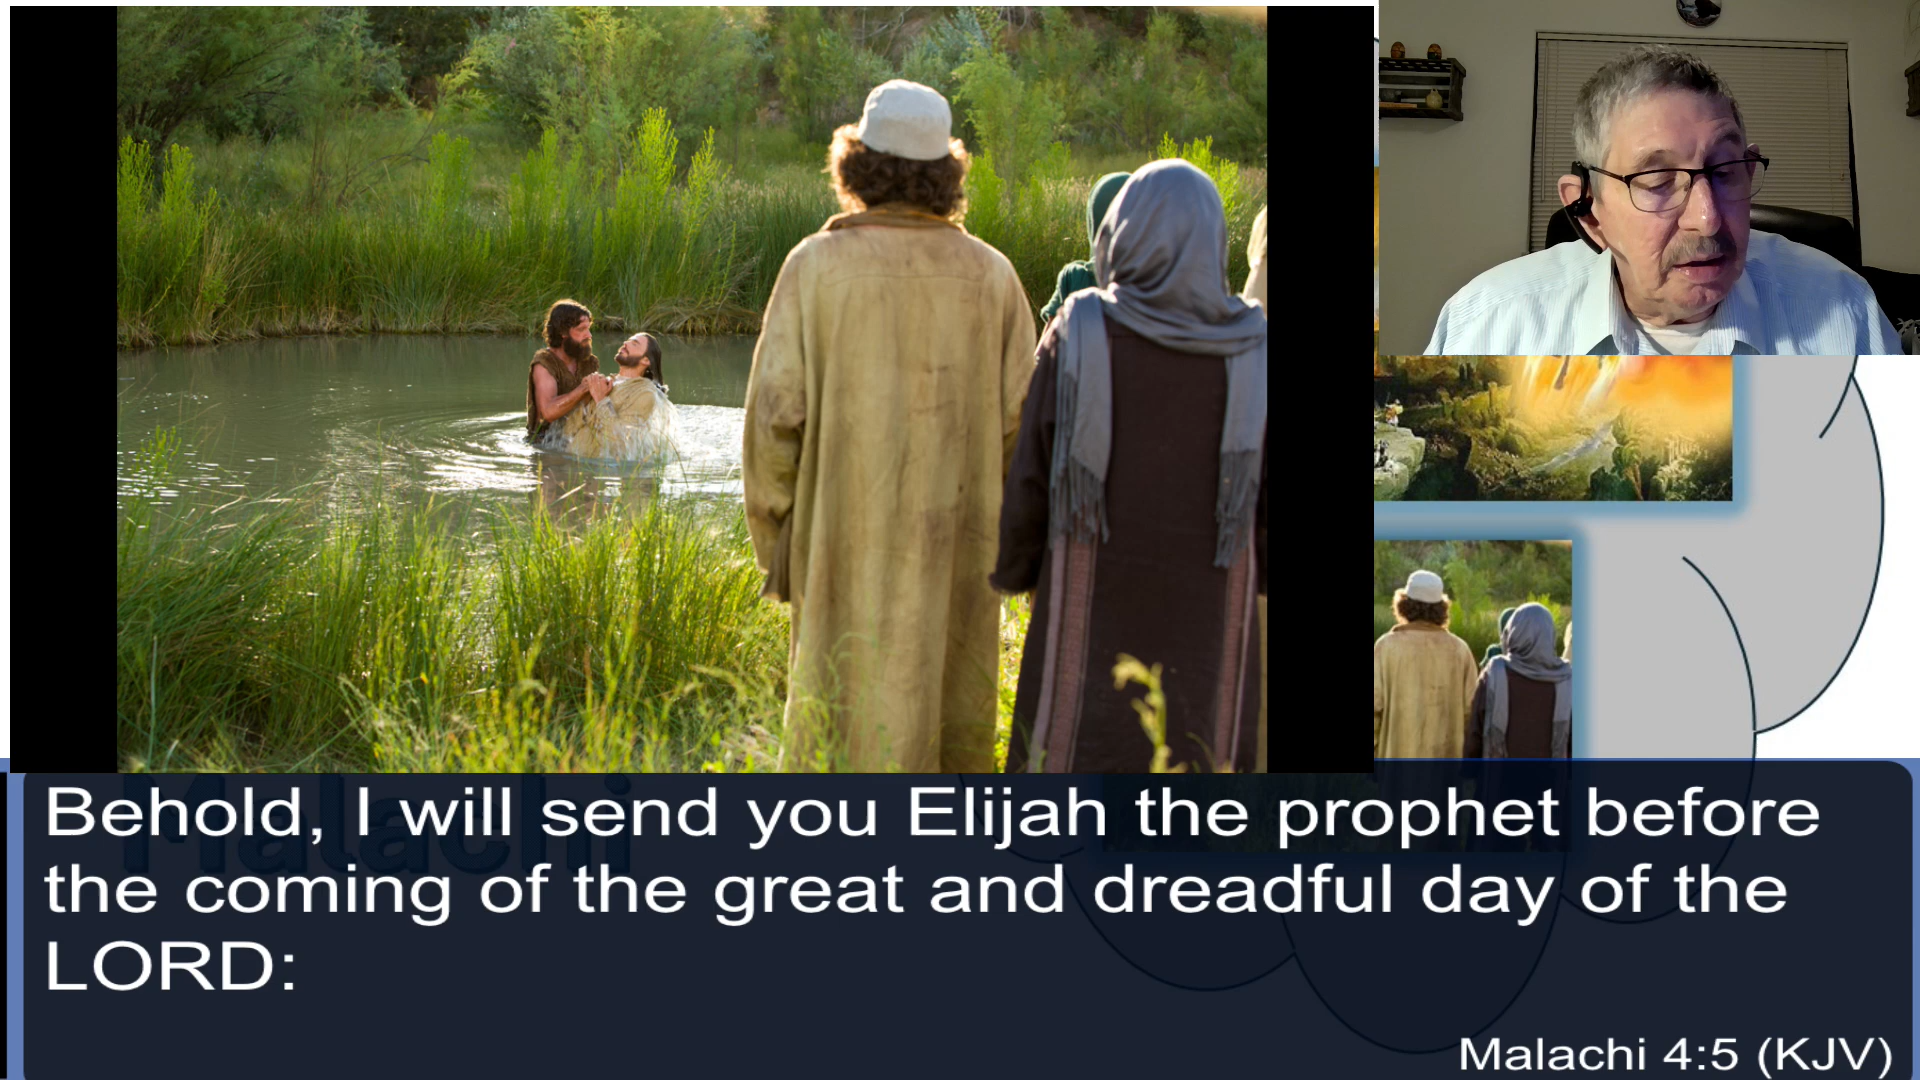 Malachi
Behold, I will send you Elijah the prophet before
the coming of the great and dreadful day of the
LORD:
Malachi 4:5 (KJV)